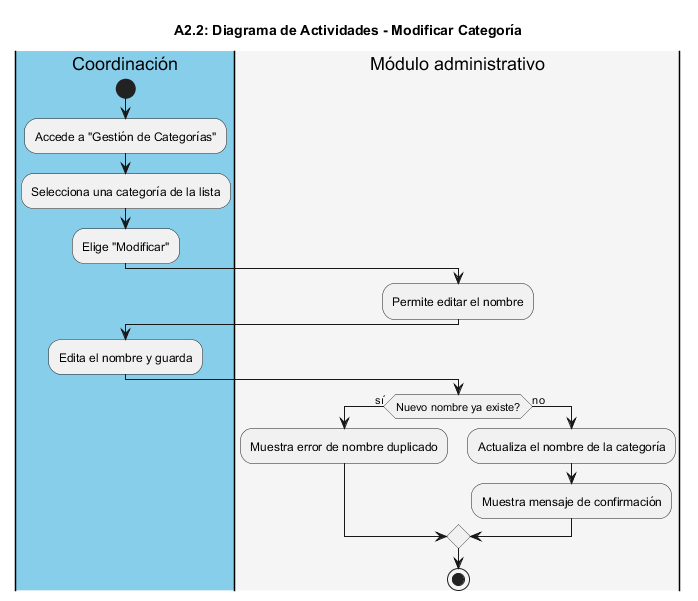 A2.2: Diagrama de Actividades - Modificar Categoría
Coordinación
Módulo administrativo
Accede a "Gestión de Categorías"
Selecciona una categoría de la lista
Elige "Modificar"
Permite editar el nombre
Edita el nombre y guarda
sí
Nuevo nombre ya existe?
no
Muestra error de nombre duplicado
Actualiza el nombre de la categoría
Muestra mensaje de confirmación